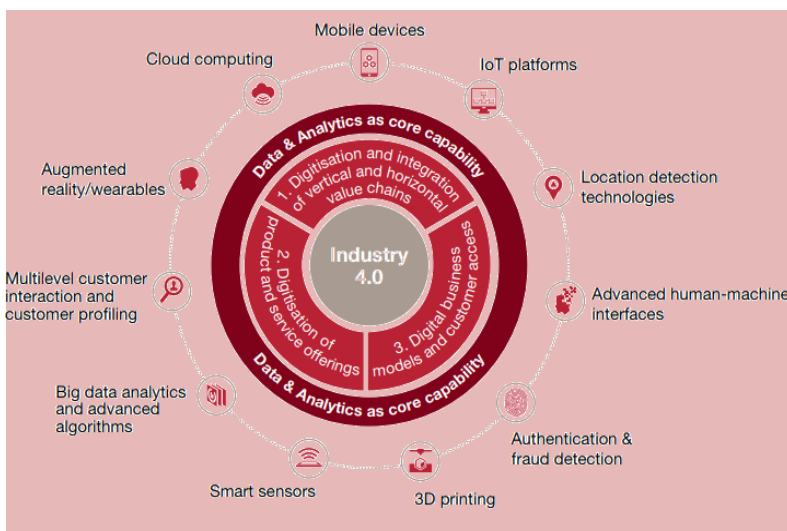 Mobile devices
Cloud computing
IoT platforms
Augmented
reality/wearables
Location detection
technologies
Multilevel customer
interaction and
customer profiling
Advanced human-machine
interfaces
Big data analytics
and advanced
algorithms
Authentication &
fraud detection
Smart sensors
3D printing
Data & Analytics as core capability
1. Digitisation and integration
of vertical and horizontal
value chains
Industry
4.0
2. Digitisation of
product and service offerings
3. Digital business
models and customer access
Data & Analytics as core capability